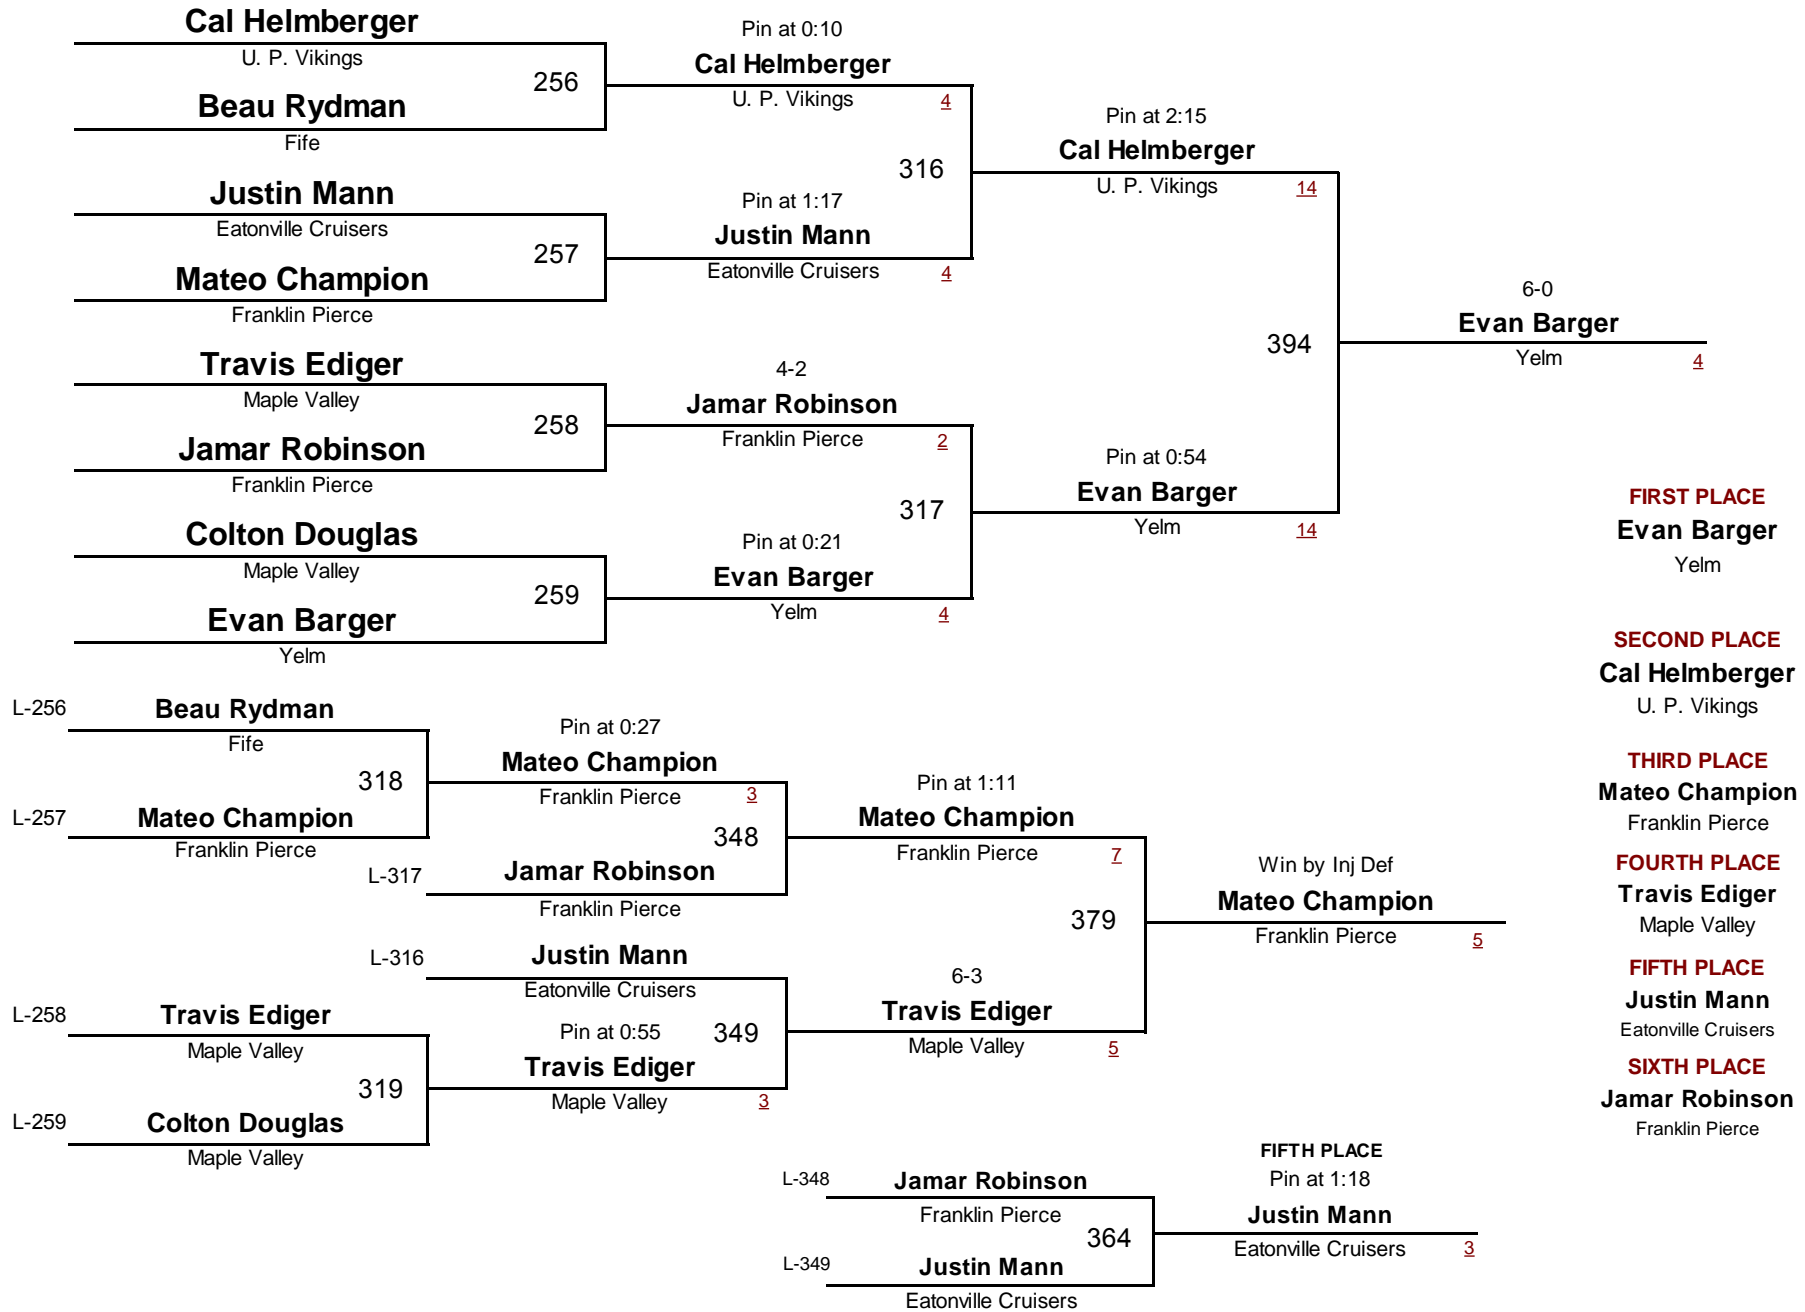 Cal Helmberger
U. P. Vikings
256
Beau Rydman
Fife
Justin Mann
Eatonville Cruisers
257
Mateo Champion
Franklin Pierce
Travis Ediger
Maple Valley
258
Jamar Robinson
Franklin Pierce
Colton Douglas
Maple Valley
259
Evan Barger
Yelm
Pin at 0:10
Cal Helmberger
U. P. Vikings 4
316
Pin at 1:17
Justin Mann
Eatonville Cruisers 4
4-2
Jamar Robinson
Franklin Pierce 2
317
Pin at 0:21
Evan Barger
Yelm 4
Pin at 2:15
Cal Helmberger
U. P. Vikings 14
394
Pin at 0:54
Evan Barger
Yelm 14
6-0
Evan Barger
Yelm 4
L-256 Beau Rydman
Fife
318
L-257 Mateo Champion
Franklin Pierce
L-258 Travis Ediger
Maple Valley
319
L-259 Colton Douglas
Maple Valley
Pin at 0:27
Mateo Champion
Franklin Pierce 3
348
L-317 Jamar Robinson
Franklin Pierce
L-316 Justin Mann
Eatonville Cruisers
349
Pin at 0:55
Travis Ediger
Maple Valley 3
Pin at 1:11
Mateo Champion
Franklin Pierce 7
379
6-3
Travis Ediger
Maple Valley 5
Win by Inj Def
Mateo Champion
Franklin Pierce 5
L-348 Jamar Robinson
Franklin Pierce
364
L-349 Justin Mann
Eatonville Cruisers
FIFTH PLACE
Pin at 1:18
Justin Mann
Eatonville Cruisers 3
FIRST PLACE
Evan Barger
Yelm
SECOND PLACE
Cal Helmberger
U. P. Vikings
THIRD PLACE
Mateo Champion
Franklin Pierce
FOURTH PLACE
Travis Ediger
Maple Valley
FIFTH PLACE
Justin Mann
Eatonville Cruisers
SIXTH PLACE
Jamar Robinson
Franklin Pierce